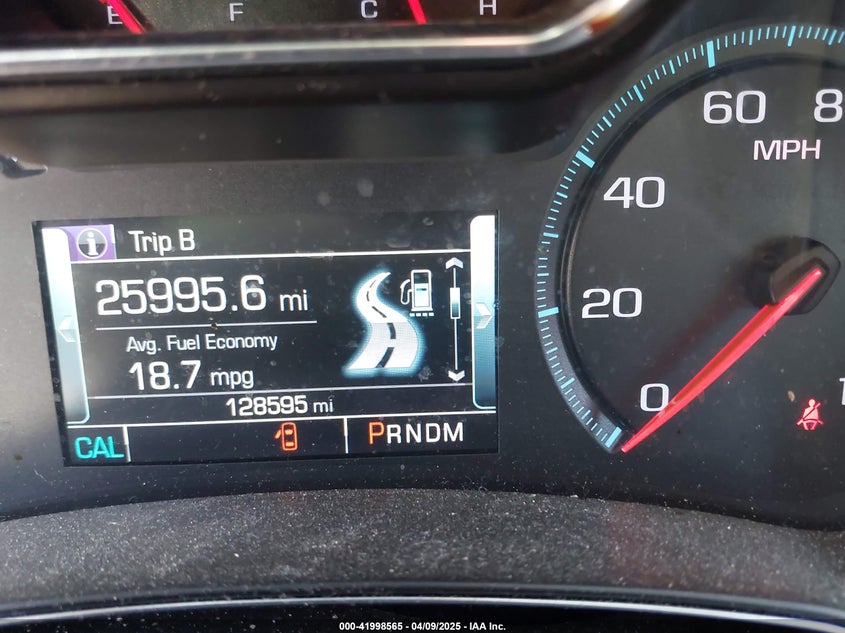 E F C H
60 8
MPH
40
20
0
1
i Trip B
25995.6 mi
Avg. Fuel Economy
18.7 mpg
128595 mi
CAL PRNDM
000-41998565 - 04/09/2025 - IAA Inc.